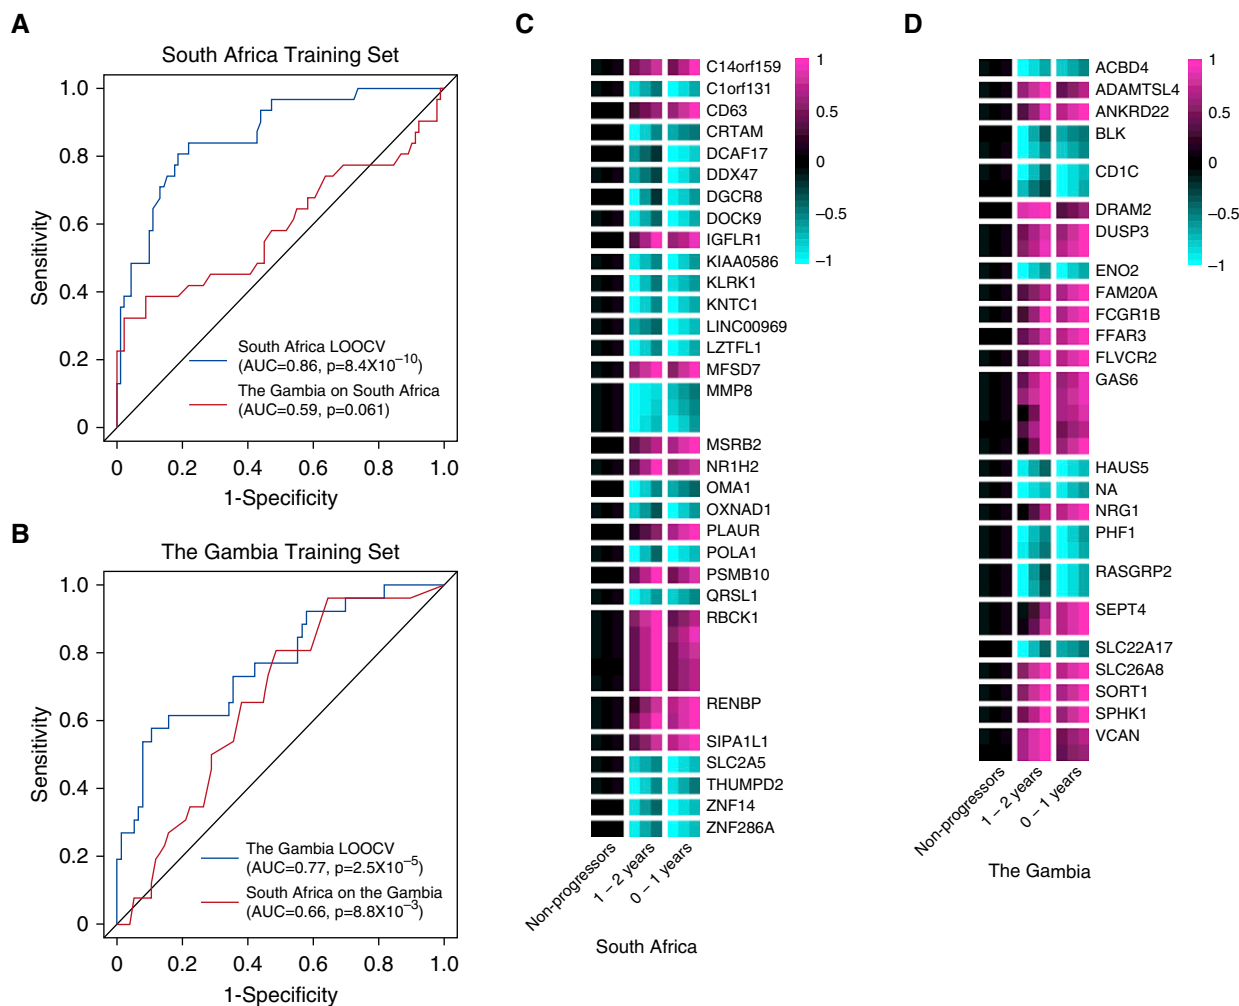 A
South Africa Training Set
1.0
0.8
0.6
0.4
0.2
0
Sensitivity
South Africa LOOCV
(AUC=0.86, p=8.4X10⁻¹⁰)
The Gambia on South Africa
(AUC=0.59, p=0.061)
0 0.2 0.4 0.6 0.8 1.0
1-Specificity
B
The Gambia Training Set
1.0
0.8
0.6
0.4
0.2
0
Sensitivity
The Gambia LOOCV
(AUC=0.77, p=2.5X10⁻⁵)
South Africa on the Gambia
(AUC=0.66, p=8.8X10⁻³)
0 0.2 0.4 0.6 0.8 1.0
1-Specificity
C
C14orf159
C1orf131
CD63
CRTAM
DCAF17
DDX47
DGCR8
DOCK9
IGFLR1
KIAA0586
KLRK1
KNTC1
LINC00969
LZTFL1
MFSD7
MMP8
MSRB2
NR1H2
OMA1
OXNAD1
PLAUR
POLA1
PSMB10
QRSL1
RBCK1
RENBP
SIPA1L1
SLC2A5
THUMPD2
ZNF14
ZNF286A
1
0.5
0
−0.5
−1
Non-progressors
1 – 2 years
0 – 1 years
South Africa
D
ACBD4
ADAMTSL4
ANKRD22
BLK
CD1C
DRAM2
DUSP3
ENO2
FAM20A
FCGR1B
FFAR3
FLVCR2
GAS6
HAUS5
NA
NRG1
PHF1
RASGRP2
SEPT4
SLC22A17
SLC26A8
SORT1
SPHK1
VCAN
1
0.5
0
−0.5
−1
Non-progressors
1 – 2 years
0 – 1 years
The Gambia